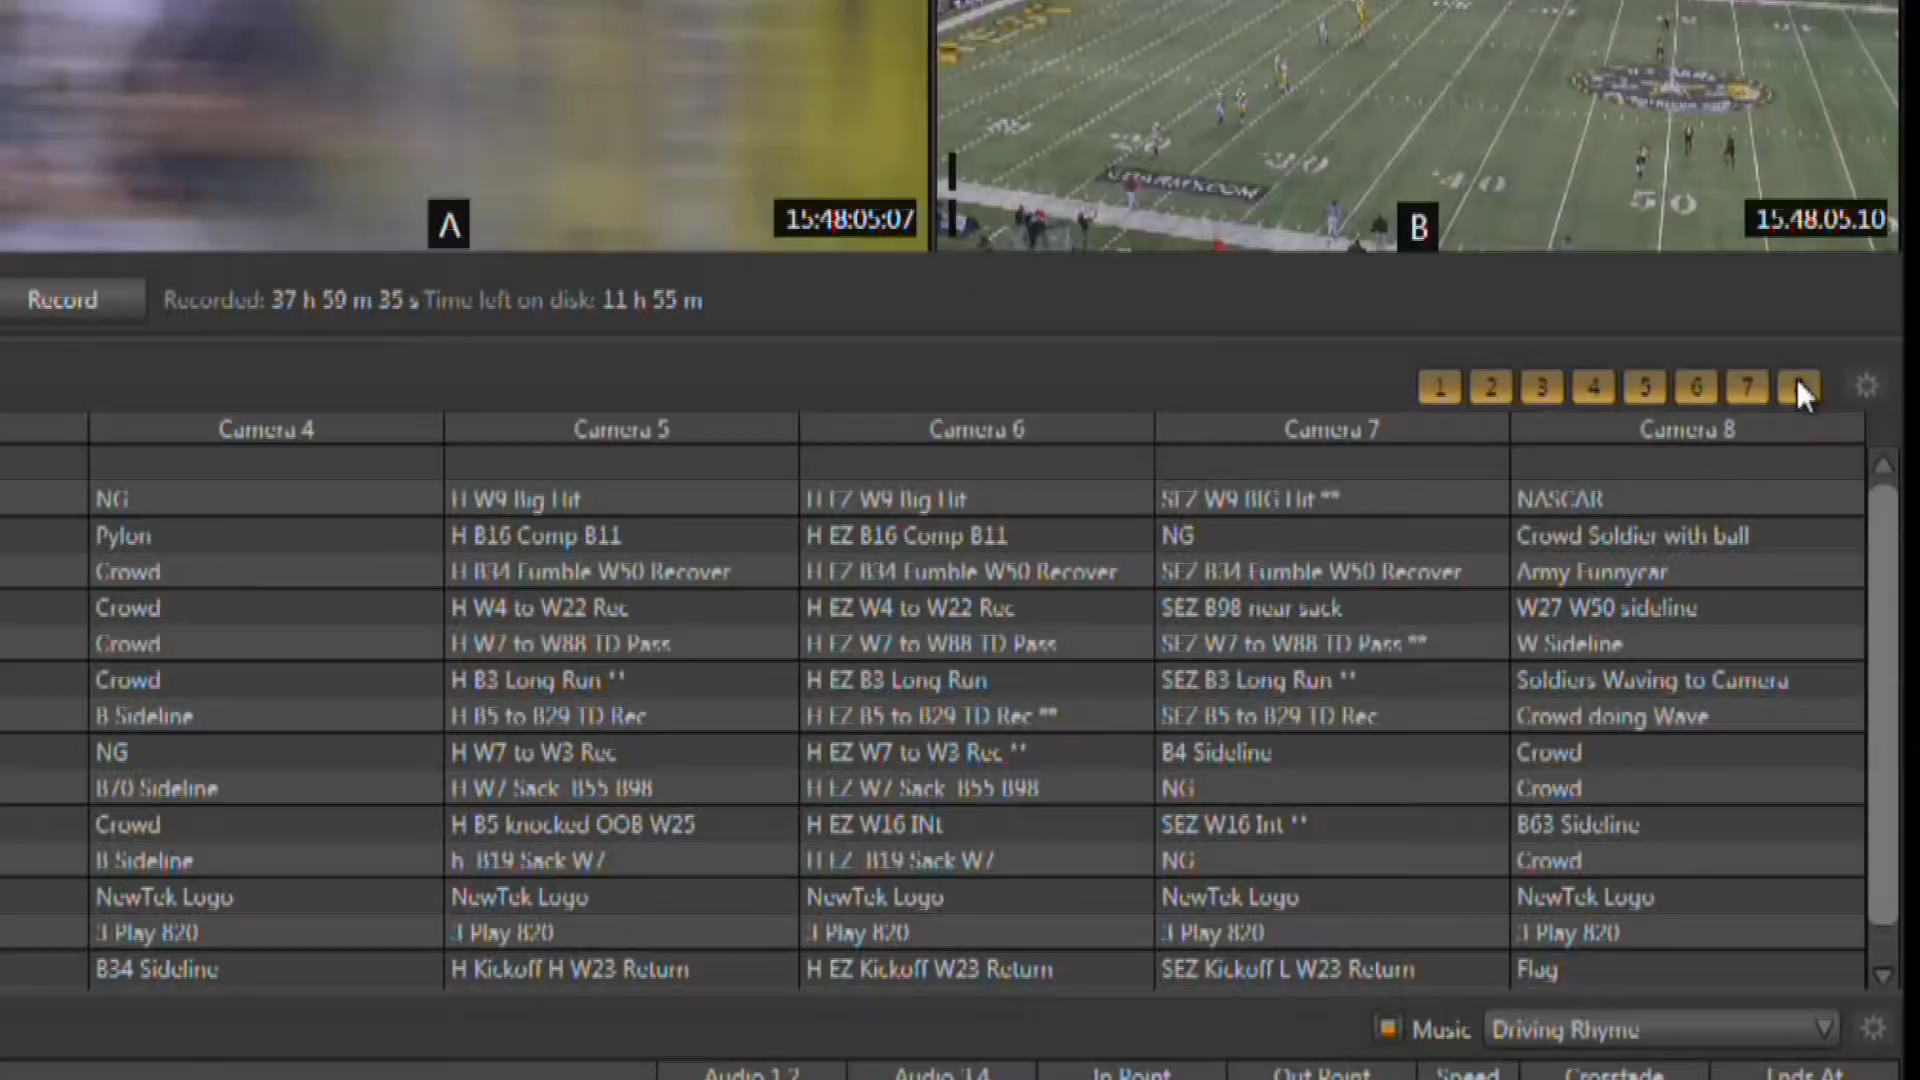 30
30
40
50
A
15:48:05:07
B
15.48.05.10
Record
Recorded: 37 h 59 m 35 s Time left on disk: 11 h 55 m
1 2 3 4 5 6 7
Camera 4 Camera 5 Camera 6 Camera 7 Camera 8
NG H W9 Big Hit H EZ W9 Big Hit SEZ W9 BIG Hit ** NASCAR
Pylon H B16 Comp B11 H EZ B16 Comp B11 NG Crowd Soldier with ball
Crowd H B34 Fumble W50 Recover H EZ B34 Fumble W50 Recover SEZ B34 Fumble W50 Recover Army Funnycar
Crowd H W4 to W22 Rec H EZ W4 to W22 Rec SEZ B98 near sack W27 W50 sideline
Crowd H W7 to W88 TD Pass H EZ W7 to W88 TD Pass SEZ W7 to W88 TD Pass ** W Sideline
Crowd H B3 Long Run ** H EZ B3 Long Run SEZ B3 Long Run ** Soldiers Waving to Camera
B Sideline H B5 to B29 TD Rec H EZ B5 to B29 TD Rec ** SEZ B5 to B29 TD Rec Crowd doing Wave
NG H W7 to W3 Rec H EZ W7 to W3 Rec ** B4 Sideline Crowd
B70 Sideline H W7 Sack B55 B98 H EZ W7 Sack B55 B98 NG Crowd
Crowd H B5 knocked OOB W25 H EZ W16 INt SEZ W16 Int ** B63 Sideline
B Sideline h B19 Sack W7 H EZ B19 Sack W7 NG Crowd
NewTek Logo NewTek Logo NewTek Logo NewTek Logo NewTek Logo
3 Play 820 3 Play 820 3 Play 820 3 Play 820 3 Play 820
B34 Sideline H Kickoff H W23 Return H EZ Kickoff W23 Return SEZ Kickoff L W23 Return Flag
Music Driving Rhyme
Audio 1,2 Audio 3,4 In Point Out Point Speed Crossfade Ends At